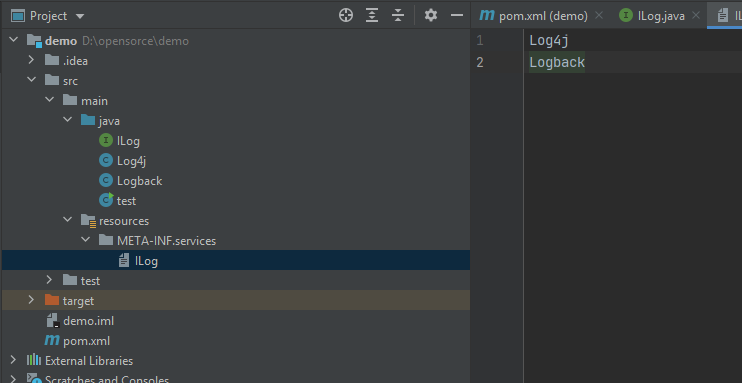 Project
demo D:\opensorce\demo
.idea
src
main
java
ILog
Log4j
Logback
test
resources
META-INF.services
ILog
test
target
demo.iml
pom.xml
External Libraries
Scratches and Consoles
pom.xml (demo)
ILog.java
IL
1 Log4j
2 Logback